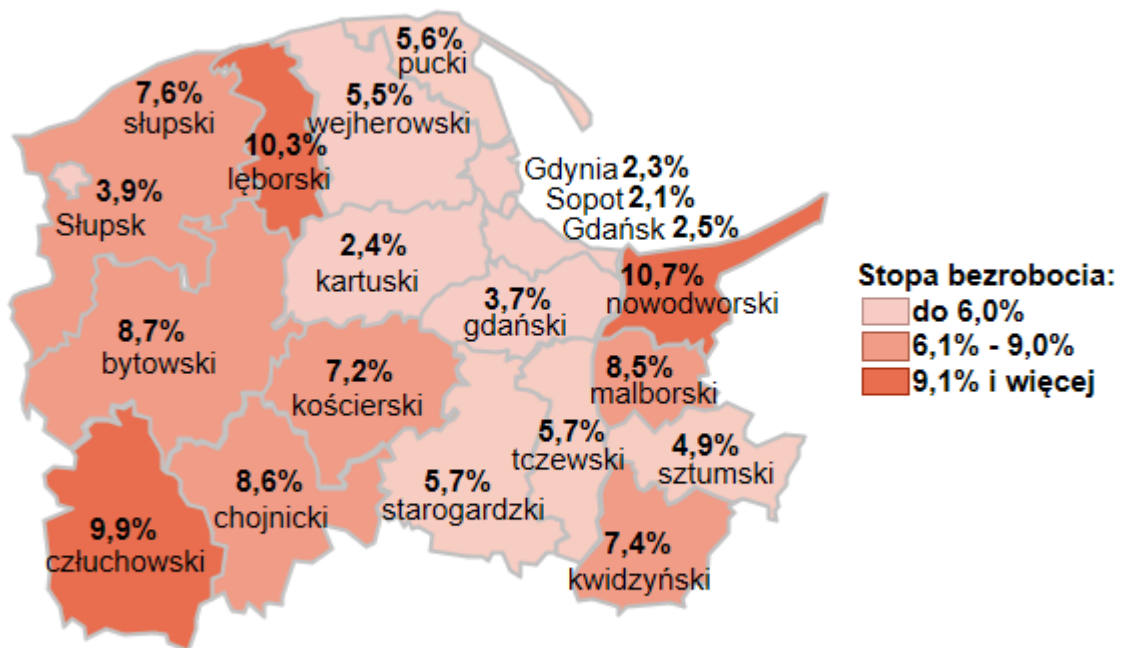 5,6%
pucki
7,6%
słupski
5,5%
wejherowski
10,3%
lęborski
Gdynia 2,3%
Sopot 2,1%
Gdańsk 2,5%
3,9%
Słupsk
2,4%
kartuski
3,7%
gdański
10,7%
nowodworski
Stopa bezrobocia:
do 6,0%
6,1% - 9,0%
9,1% i więcej
8,7%
bytowski
7,2%
kościerski
8,5%
malborski
5,7%
tczewski
4,9%
sztumski
8,6%
chojnicki
5,7%
starogardzki
9,9%
człuchowski
7,4%
kwidzyński